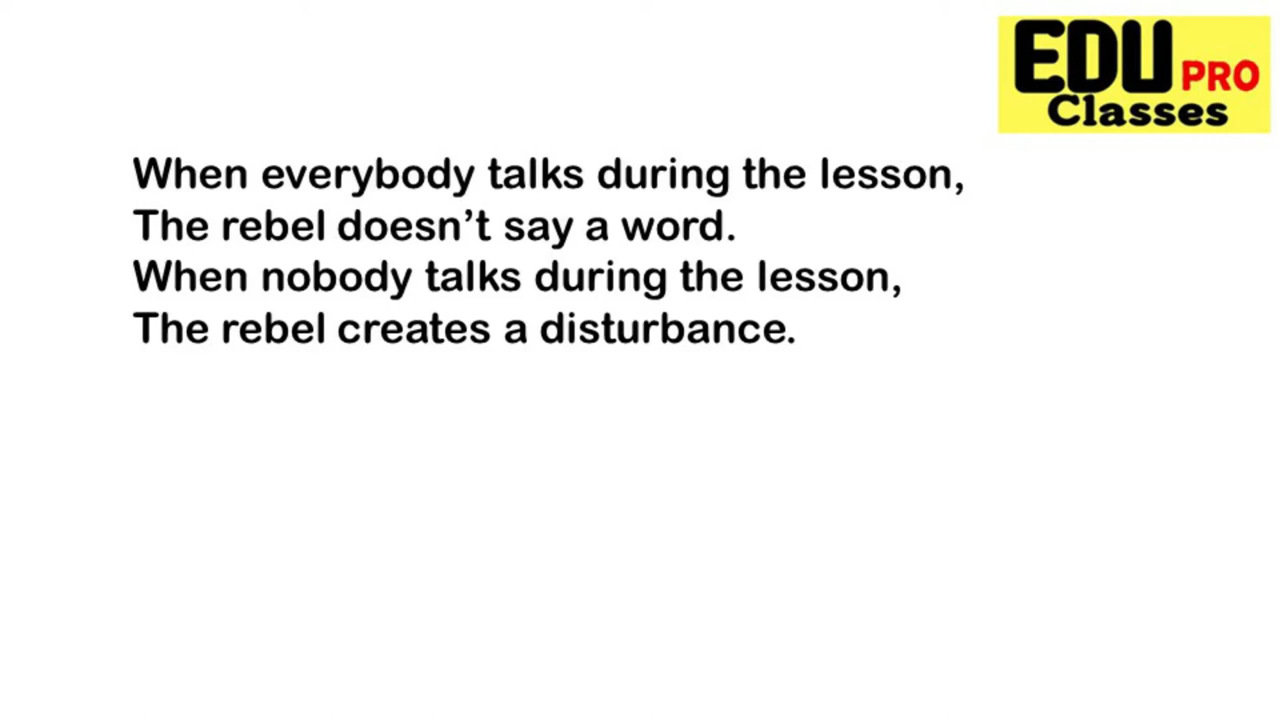 EDU PRO
Classes
When everybody talks during the lesson,
The rebel doesn’t say a word.
When nobody talks during the lesson,
The rebel creates a disturbance.